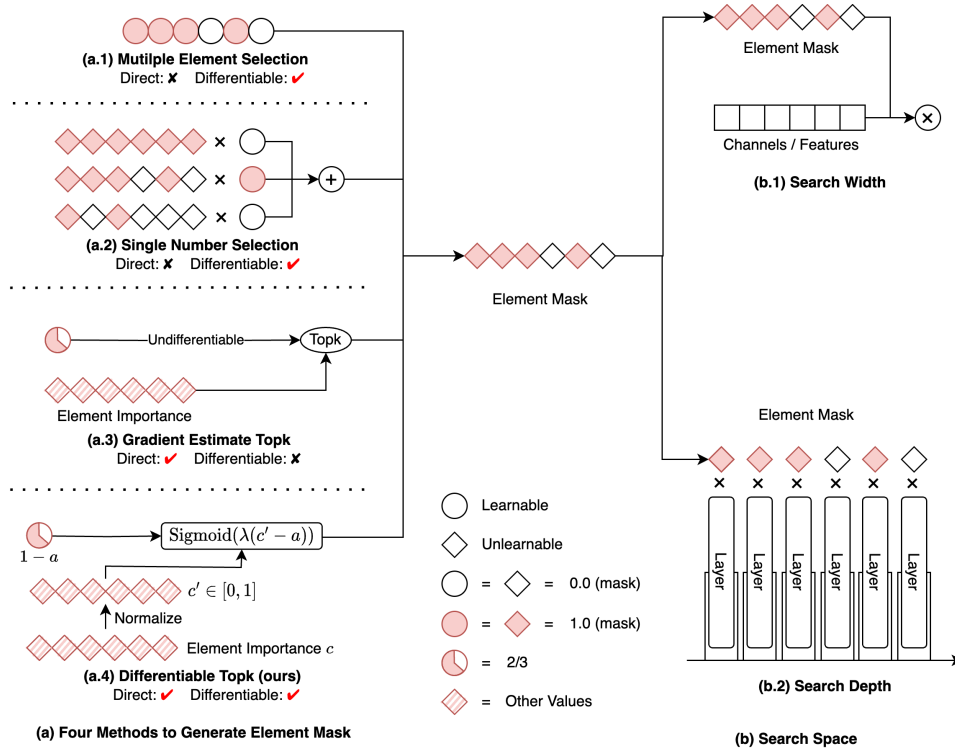 (a.1) Mutilple Element Selection
Direct: ✘ Differentiable: ✔
×
×
+
×
(a.2) Single Number Selection
Direct: ✘ Differentiable: ✔
Undifferentiable
Topk
Element Importance
(a.3) Gradient Estimate Topk
Direct: ✔ Differentiable: ✘
Sigmoid(λ(c′ − a))
1 − a
c′ ∈ [0, 1]
Normalize
Element Importance c
(a.4) Differentiable Topk (ours)
Direct: ✔ Differentiable: ✔
(a) Four Methods to Generate Element Mask
Element Mask
Learnable
Unlearnable
= = 0.0 (mask)
= = 1.0 (mask)
= 2/3
= Other Values
Element Mask
×
Channels / Features
(b.1) Search Width
Element Mask
× × × × × ×
Layer
Layer
Layer
Layer
Layer
Layer
(b.2) Search Depth
(b) Search Space